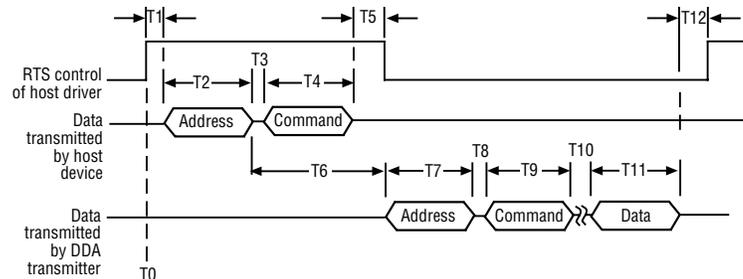 T1
T5
T12
T3
RTS control
of host driver
T2
T4
Data
transmitted
by host
device
Address
Command
T8
T10
T6
T7
T9
T11
Data
transmitted
by DDA
transmitter
Address
Command
Data
T0